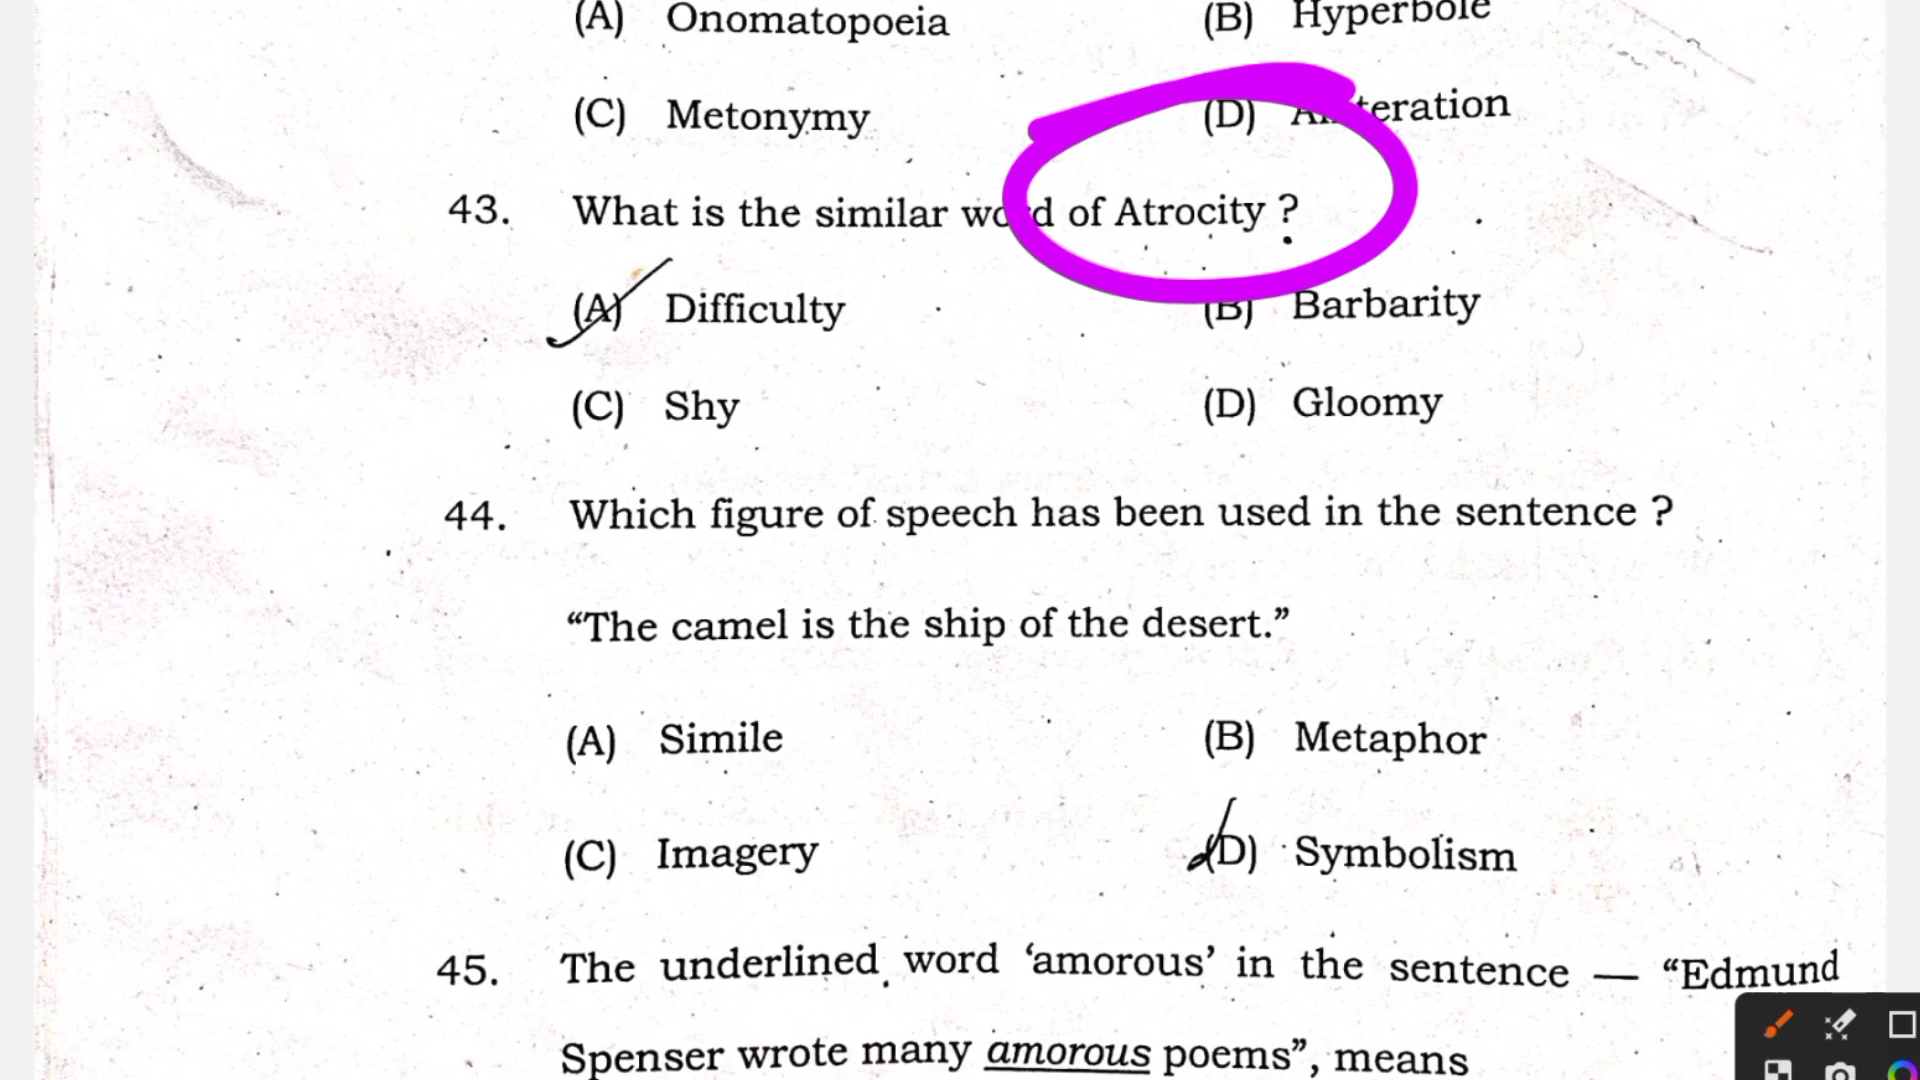 (A) Onomatopoeia (B) Hyperbole
(C) Metonymy (D) Alliteration
43. What is the similar word of Atrocity ?
(A) Difficulty (B) Barbarity
(C) Shy (D) Gloomy
44. Which figure of speech has been used in the sentence ?
“The camel is the ship of the desert.”
(A) Simile (B) Metaphor
(C) Imagery (D) Symbolism
45. The underlined word ‘amorous’ in the sentence — “Edmund
Spenser wrote many amorous poems”, means